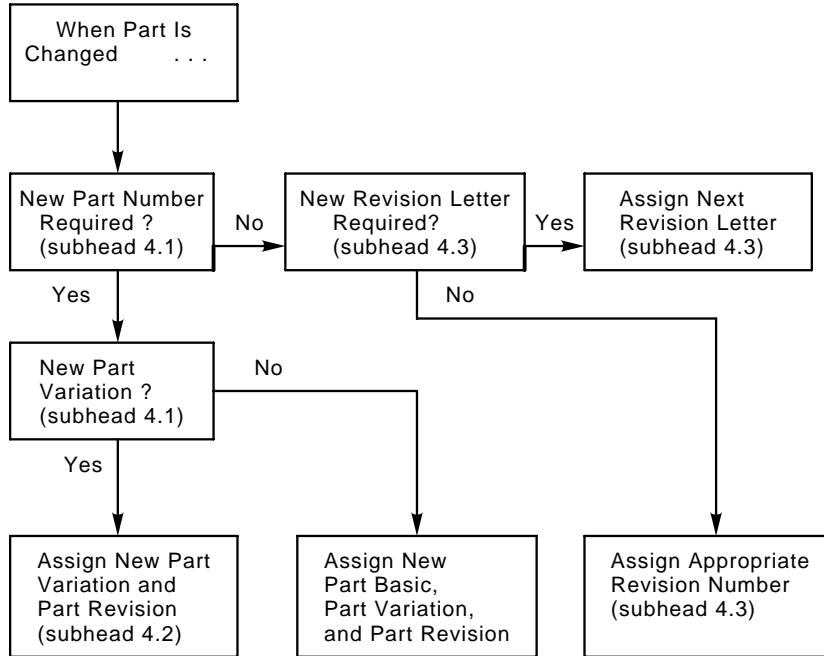 When Part Is
Changed . . .
New Part Number
Required ?
(subhead 4.1)
No
New Revision Letter
Required?
(subhead 4.3)
Yes
Assign Next
Revision Letter
(subhead 4.3)
Yes
No
New Part
Variation ?
(subhead 4.1)
No
Yes
Assign New Part
Variation and
Part Revision
(subhead 4.2)
Assign New
Part Basic,
Part Variation,
and Part Revision
Assign Appropriate
Revision Number
(subhead 4.3)